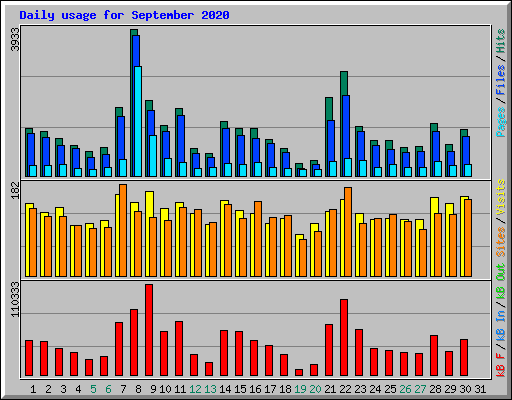 Daily usage for September 2020
3933
Pages / Files / Hits
182
Sites / Visits
110333
kB F / kB In / kB Out
1 2 3 4 5 6 7 8 9 10 11 12 13 14 15 16 17 18 19 20 21 22 23 24 25 26 27 28 29 30 31